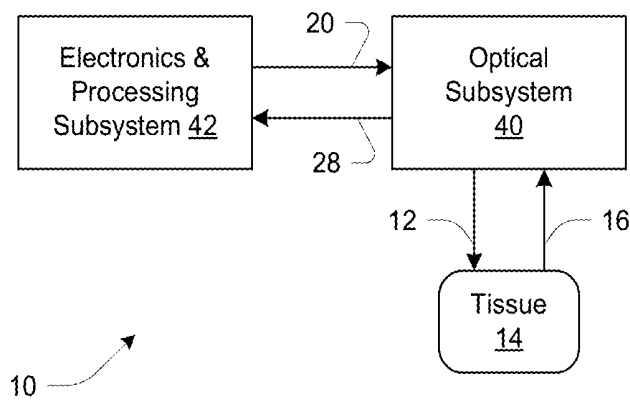 20
Electronics &
Processing
Subsystem 42
Optical
Subsystem
40
28
12
16
Tissue
14
10